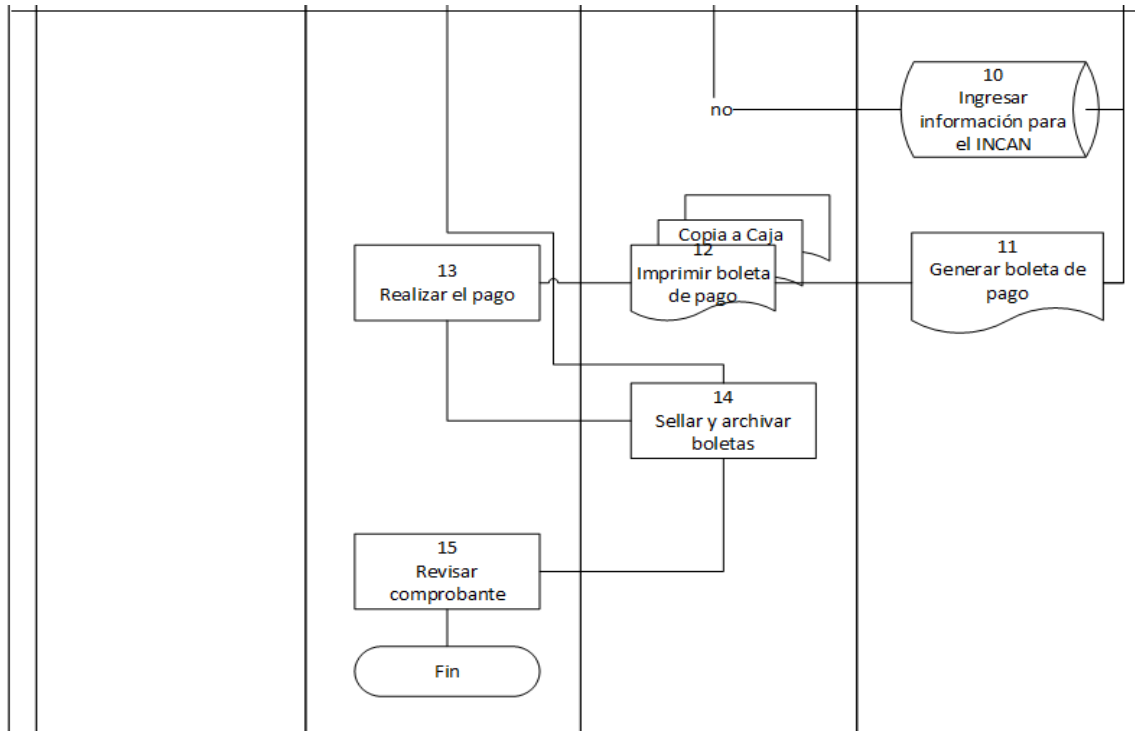 10
Ingresar
información para
el INCAN
no
Copia a Caja
12
Imprimir boleta
de pago
11
Generar boleta de
pago
13
Realizar el pago
14
Sellar y archivar
boletas
15
Revisar
comprobante
Fin